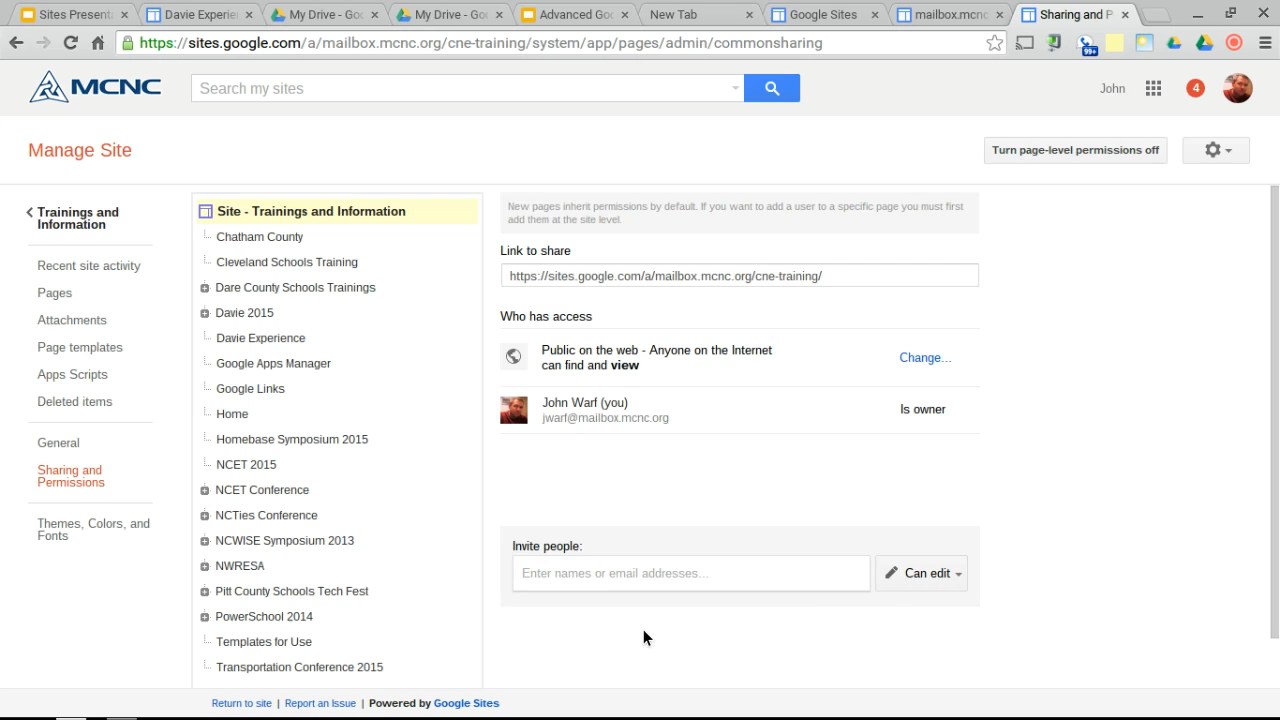 Sites Present
Davie Experien
My Drive - Goo
My Drive - Goo
Advanced Goo
New Tab
Google Sites
mailbox.mcnc
Sharing and P
https://sites.google.com/a/mailbox.mcnc.org/cne-training/system/app/pages/admin/commonsharing
99+
MCNC
Search my sites
John
4
Manage Site
Turn page-level permissions off
Trainings and
Information
Recent site activity
Pages
Attachments
Page templates
Apps Scripts
Deleted items
General
Sharing and
Permissions
Themes, Colors, and
Fonts
Site - Trainings and Information
Chatham County
Cleveland Schools Training
Dare County Schools Trainings
Davie 2015
Davie Experience
Google Apps Manager
Google Links
Home
Homebase Symposium 2015
NCET 2015
NCET Conference
NCTies Conference
NCWISE Symposium 2013
NWRESA
Pitt County Schools Tech Fest
PowerSchool 2014
Templates for Use
Transportation Conference 2015
New pages inherit permissions by default. If you want to add a user to a specific page you must first
add them at the site level.
Link to share
https://sites.google.com/a/mailbox.mcnc.org/cne-training/
Who has access
Public on the web - Anyone on the Internet
can find and view
Change...
John Warf (you)
jwarf@mailbox.mcnc.org
Is owner
Invite people:
Enter names or email addresses...
Can edit
Return to site | Report an Issue | Powered by Google Sites